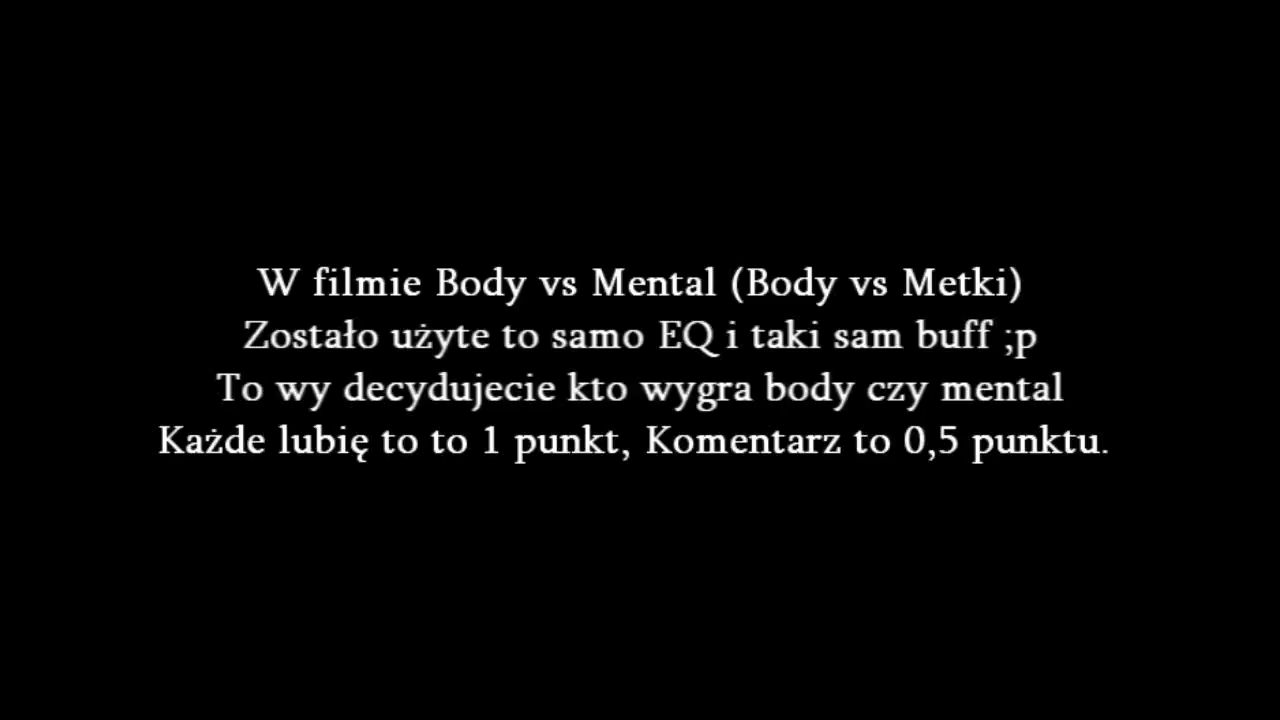 W filmie Body vs Mental (Body vs Metki)
Zostało użyte to samo EQ i taki sam buff ;p
To wy decydujecie kto wygra body czy mental
Każde lubię to to 1 punkt, Komentarz to 0,5 punktu.